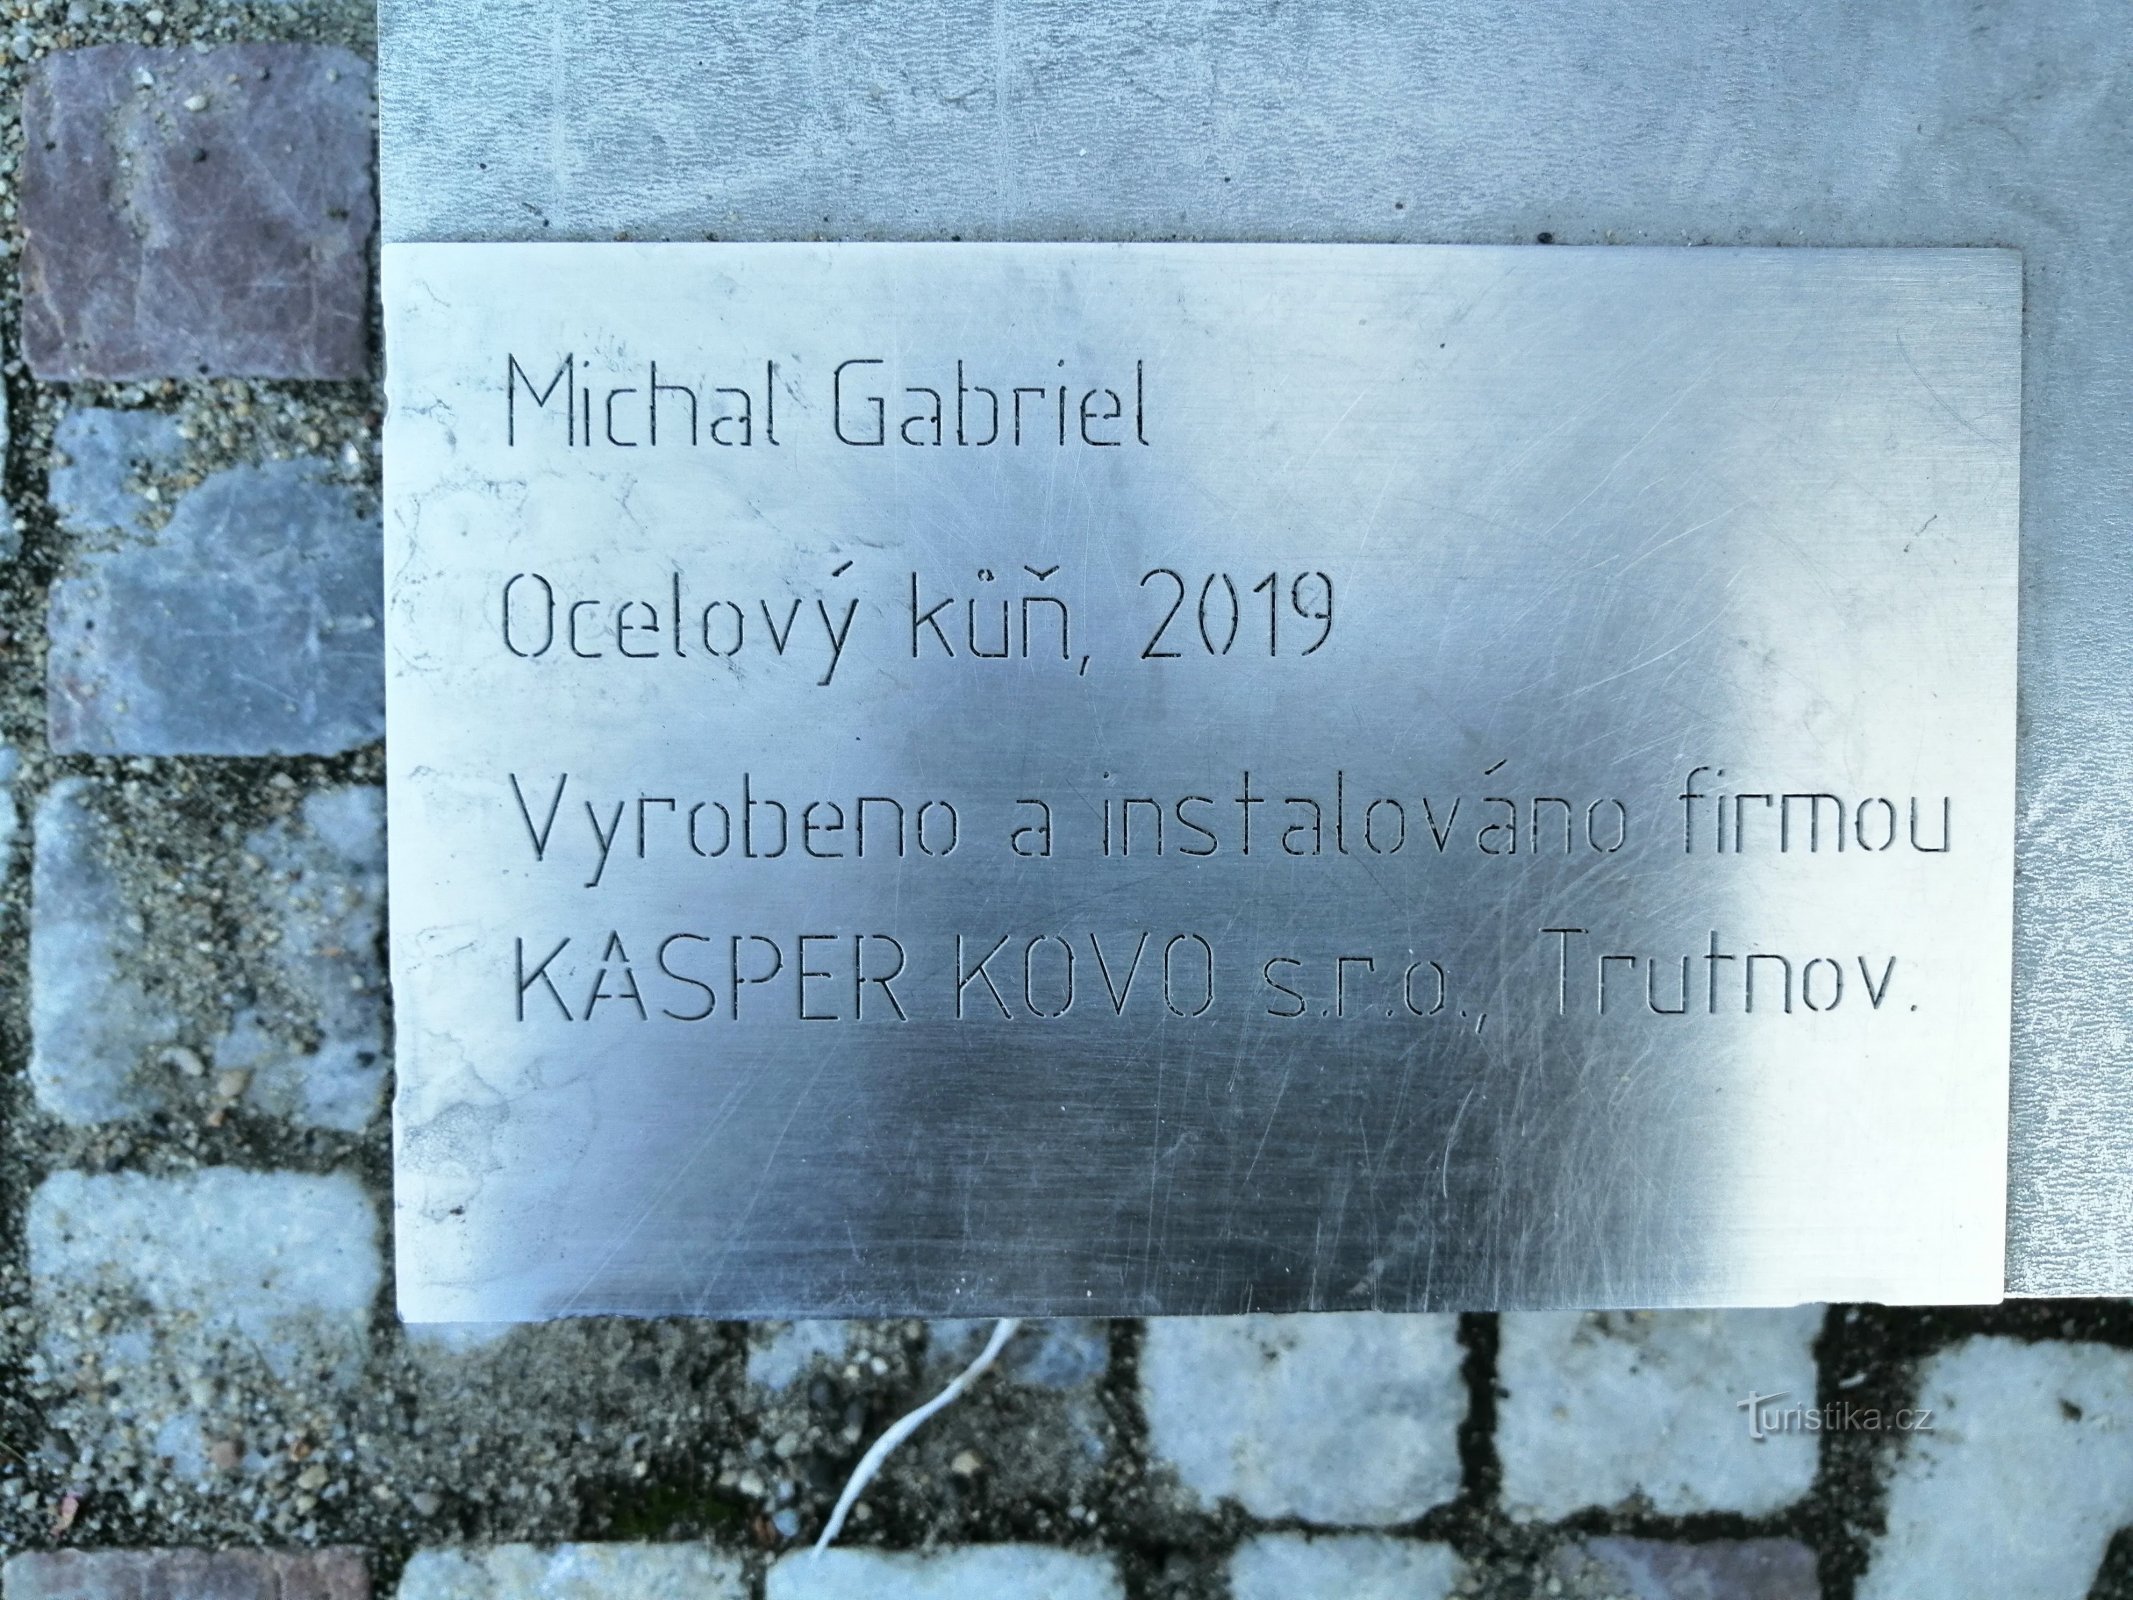 Michal Gabriel
Ocelový kůň, 2019
Vyrobeno a instalováno firmou
KASPER KOVO s.r.o., Trutnov.
Turistika.cz